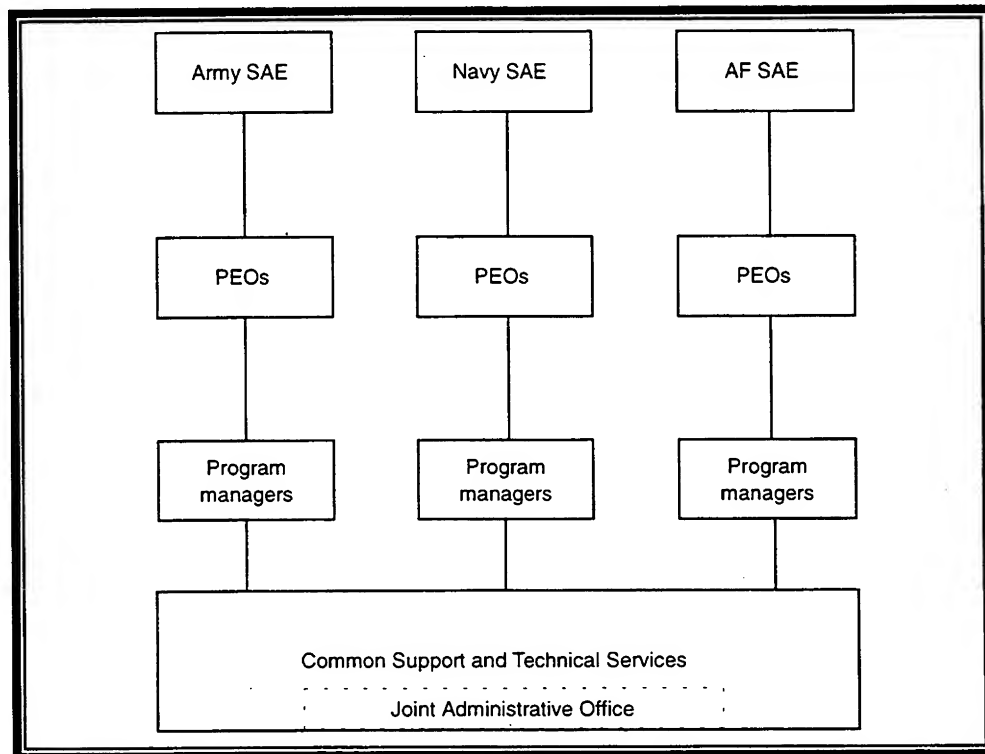 Army SAE
Navy SAE
AF SAE
PEOs
PEOs
PEOs
Program
managers
Program
managers
Program
managers
Common Support and Technical Services
Joint Administrative Office